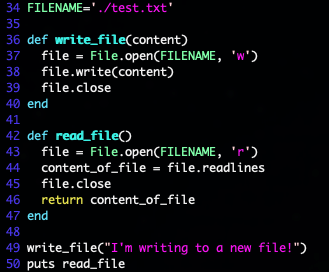 34 FILENAME='./test.txt'
35
36 def write_file(content)
37   file = File.open(FILENAME, 'w')
38   file.write(content)
39   file.close
40 end
41
42 def read_file()
43   file = File.open(FILENAME, 'r')
44   content_of_file = file.readlines
45   file.close
46   return content_of_file
47 end
48
49 write_file("I'm writing to a new file!")
50 puts read_file